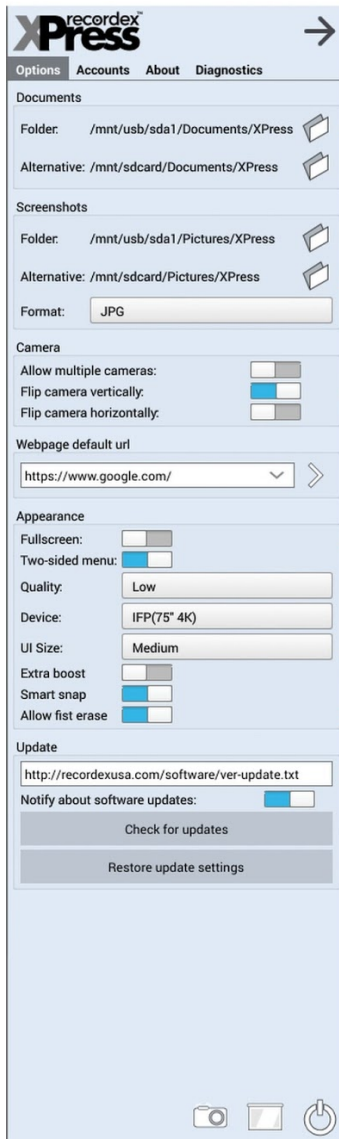 recordex™
XPress
Options Accounts About Diagnostics
Documents
Folder: /mnt/usb/sda1/Documents/XPress
Alternative: /mnt/sdcard/Documents/XPress
Screenshots
Folder: /mnt/usb/sda1/Pictures/XPress
Alternative: /mnt/sdcard/Pictures/XPress
Format: JPG
Camera
Allow multiple cameras:
Flip camera vertically:
Flip camera horizontally:
Webpage default url
https://www.google.com/
Appearance
Fullscreen:
Two-sided menu:
Quality: Low
Device: IFP(75" 4K)
UI Size: Medium
Extra boost
Smart snap
Allow fist erase
Update
http://recordexusa.com/software/ver-update.txt
Notify about software updates:
Check for updates
Restore update settings